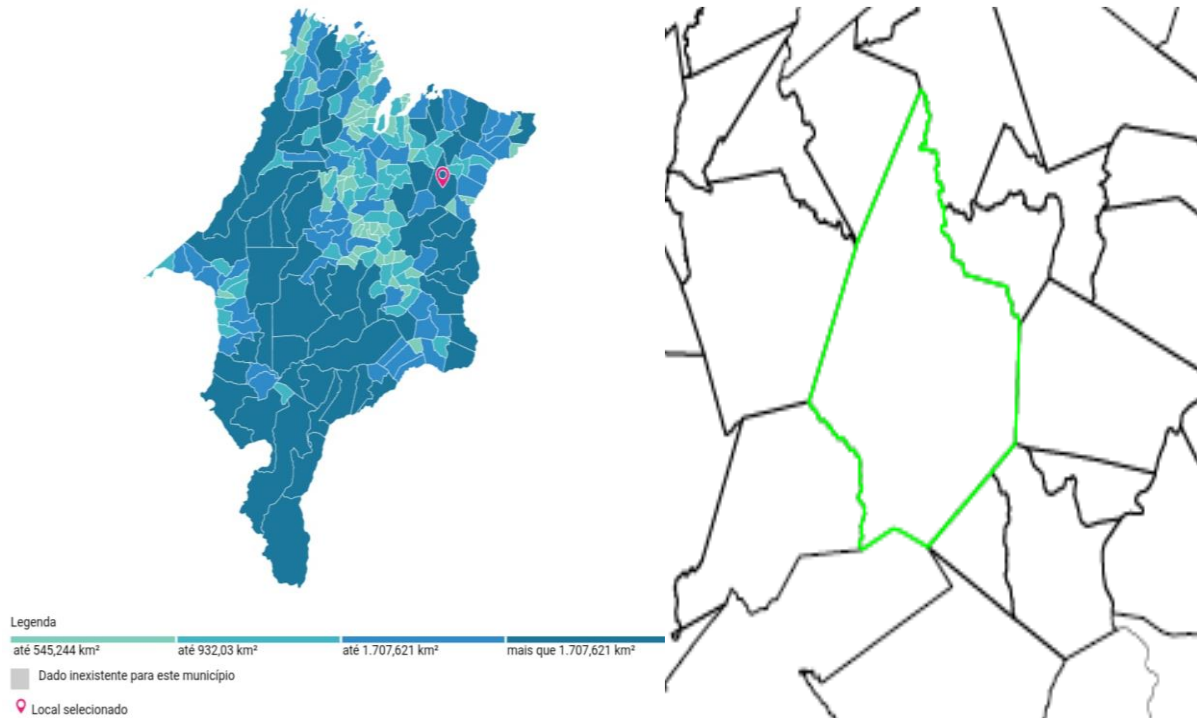 Legenda
até 545,244 km² até 932,03 km² até 1.707,621 km² mais que 1.707,621 km²
Dado inexistente para este município
Local selecionado